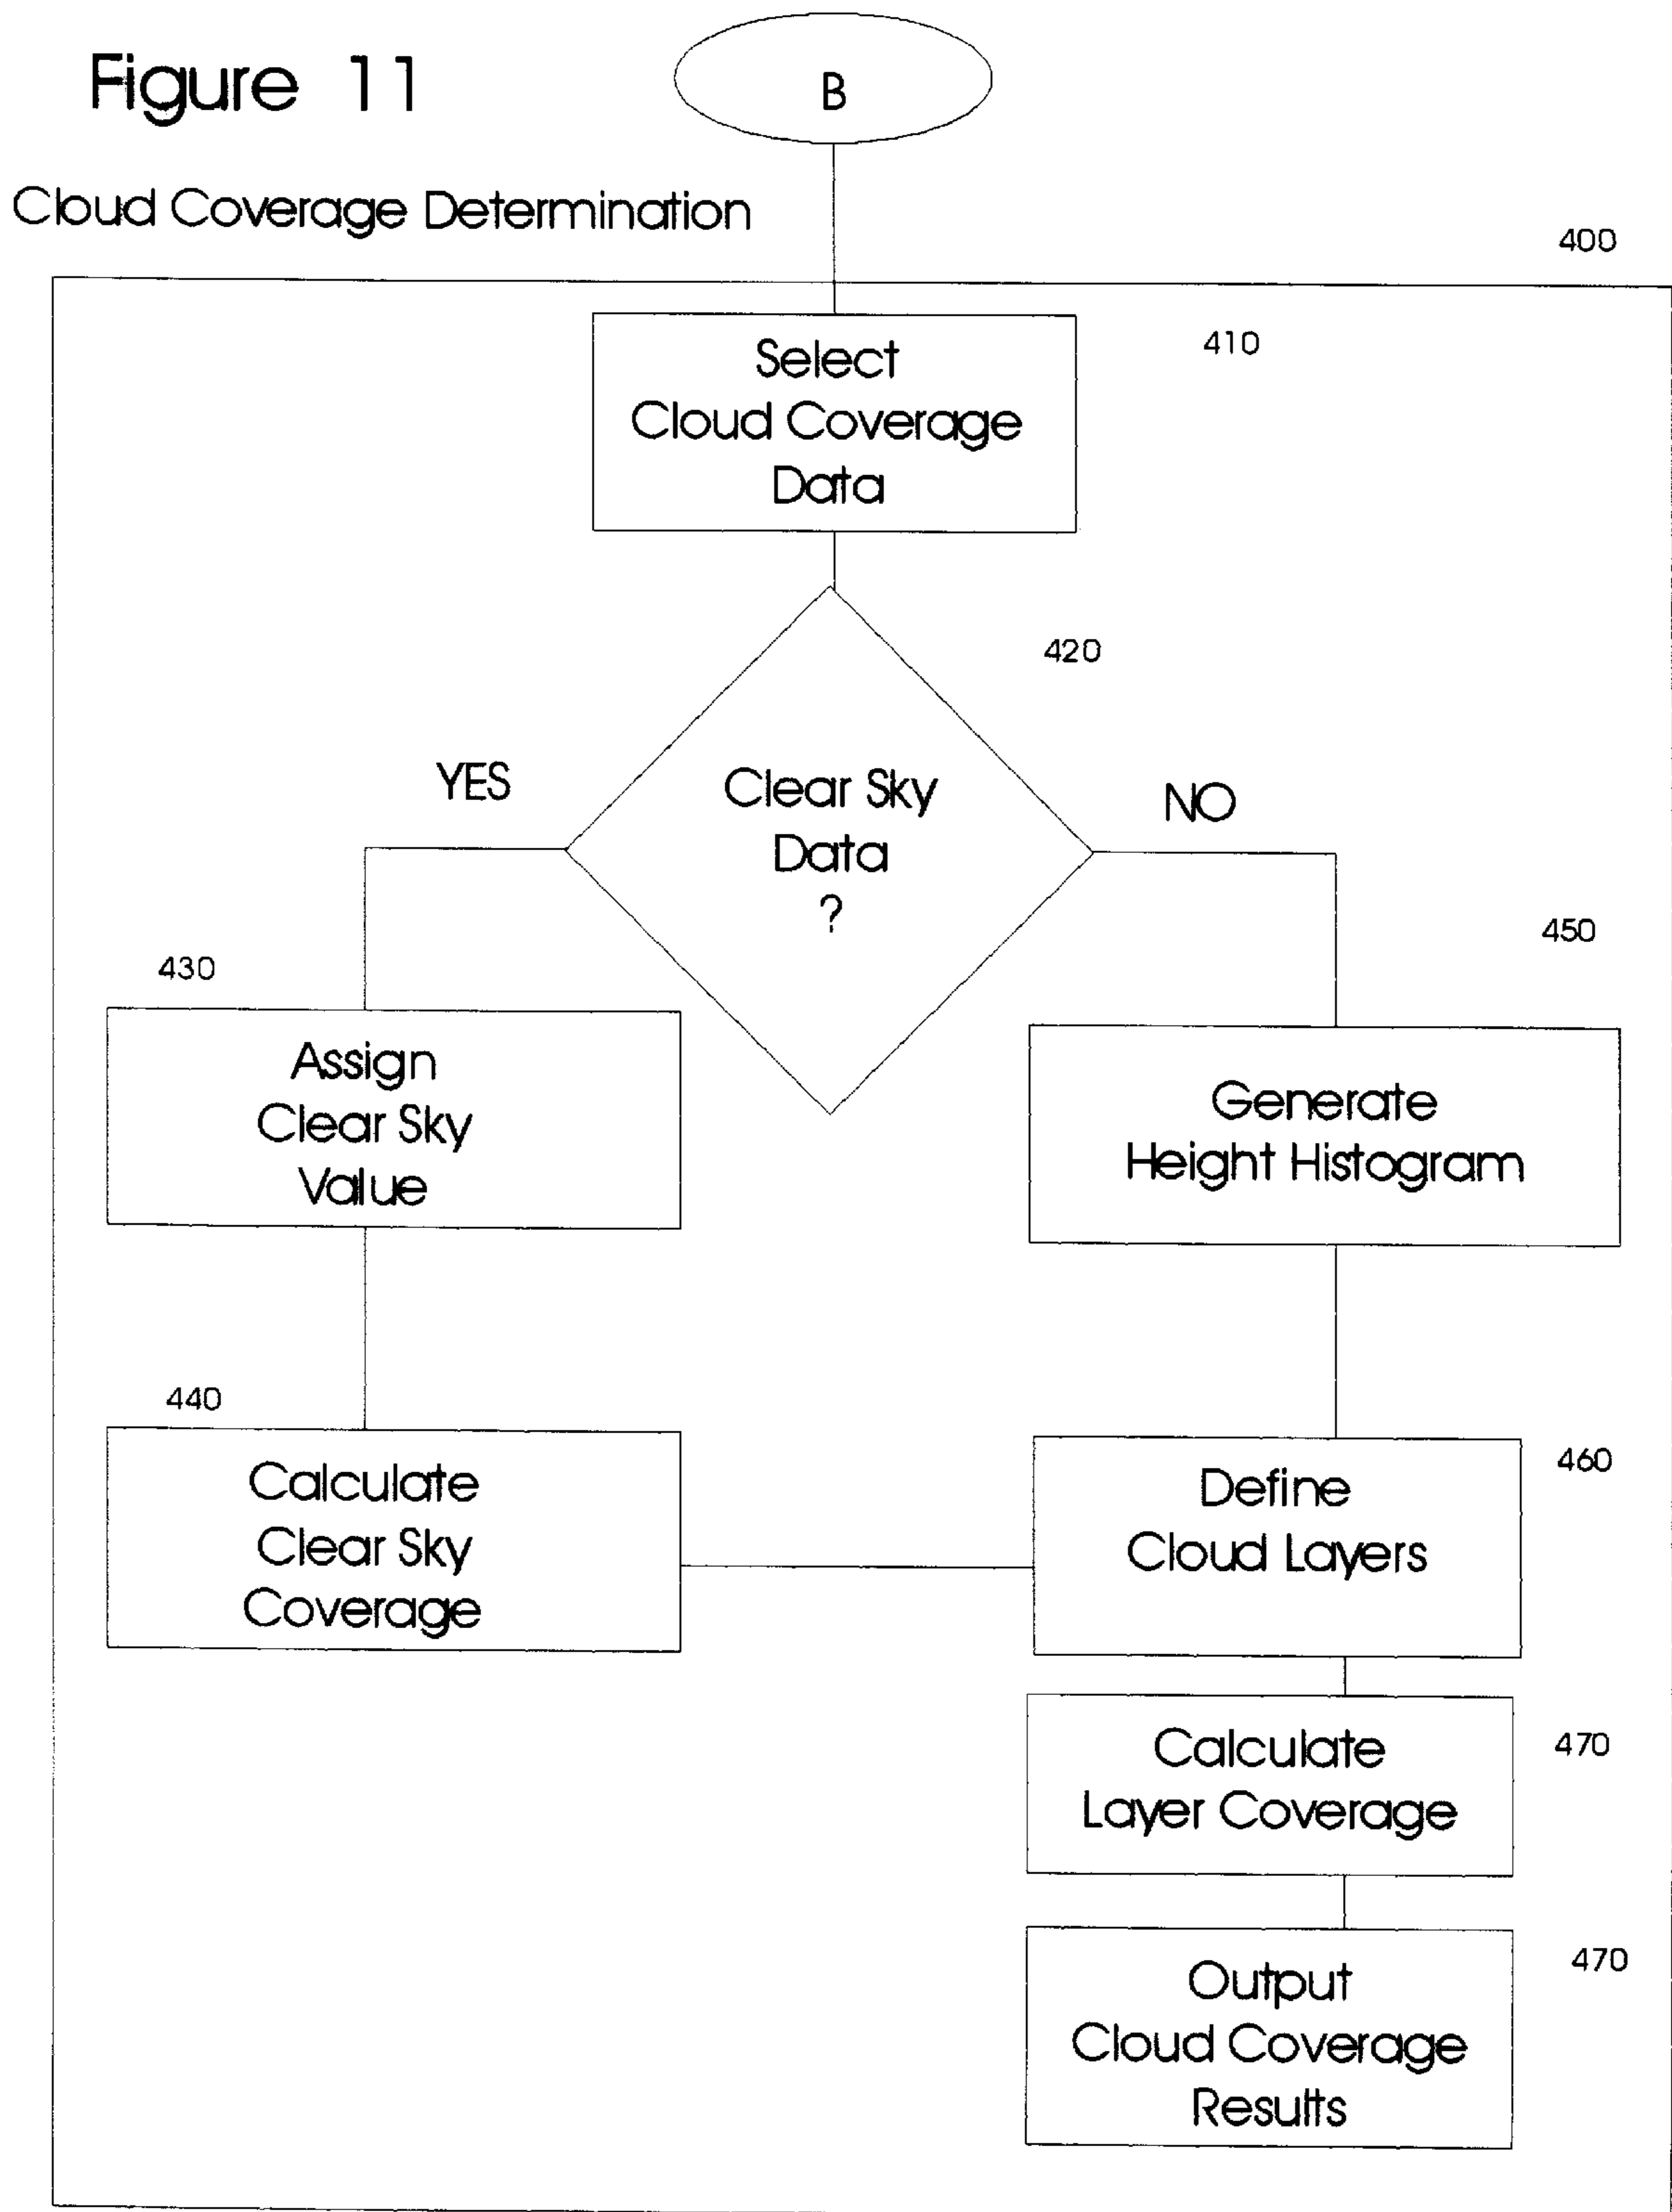 Figure 11
B
Cloud Coverage Determination
400
Select
Cloud Coverage
Data
410
420
YES
Clear Sky
Data
?
NO
430
450
Assign
Clear Sky
Value
Generate
Height Histogram
440
Calculate
Clear Sky
Coverage
460
Define
Cloud Layers
Calculate
Layer Coverage
470
Output
Cloud Coverage
Results
470